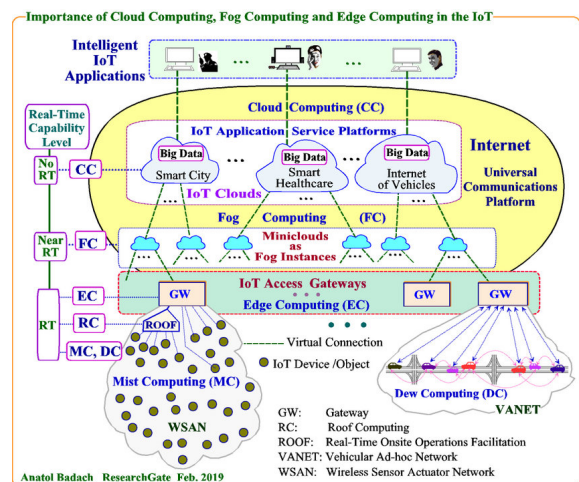 Importance of Cloud Computing, Fog Computing and Edge Computing in the IoT
Intelligent
IoT
Applications
... ...
Real-Time
Capability
Level
Cloud Computing (CC)
IoT Application Service Platforms
Internet
Universal
Communications
Platform
No
RT
CC
Big Data
Smart City
...
Big Data
Smart
Healthcare
...
Big Data
Internet
of Vehicles
IoT Clouds
... ... ...
Fog Computing (FC)
Near
RT
FC
Miniclouds
as
Fog Instances
... ... ... ...
RT
EC
IoT Access Gateways
GW
...
GW
GW
Edge Computing (EC)
RC
ROOF
...
MC, DC
Virtual Connection
IoT Device /Object
Mist Computing (MC)
WSAN
Dew Computing (DC)
VANET
GW: Gateway
RC: Roof Computing
ROOF: Real-Time Onsite Operations Facilitation
VANET: Vehicular Ad-hoc Network
WSAN: Wireless Sensor Actuator Network
Anatol Badach ResearchGate Feb. 2019